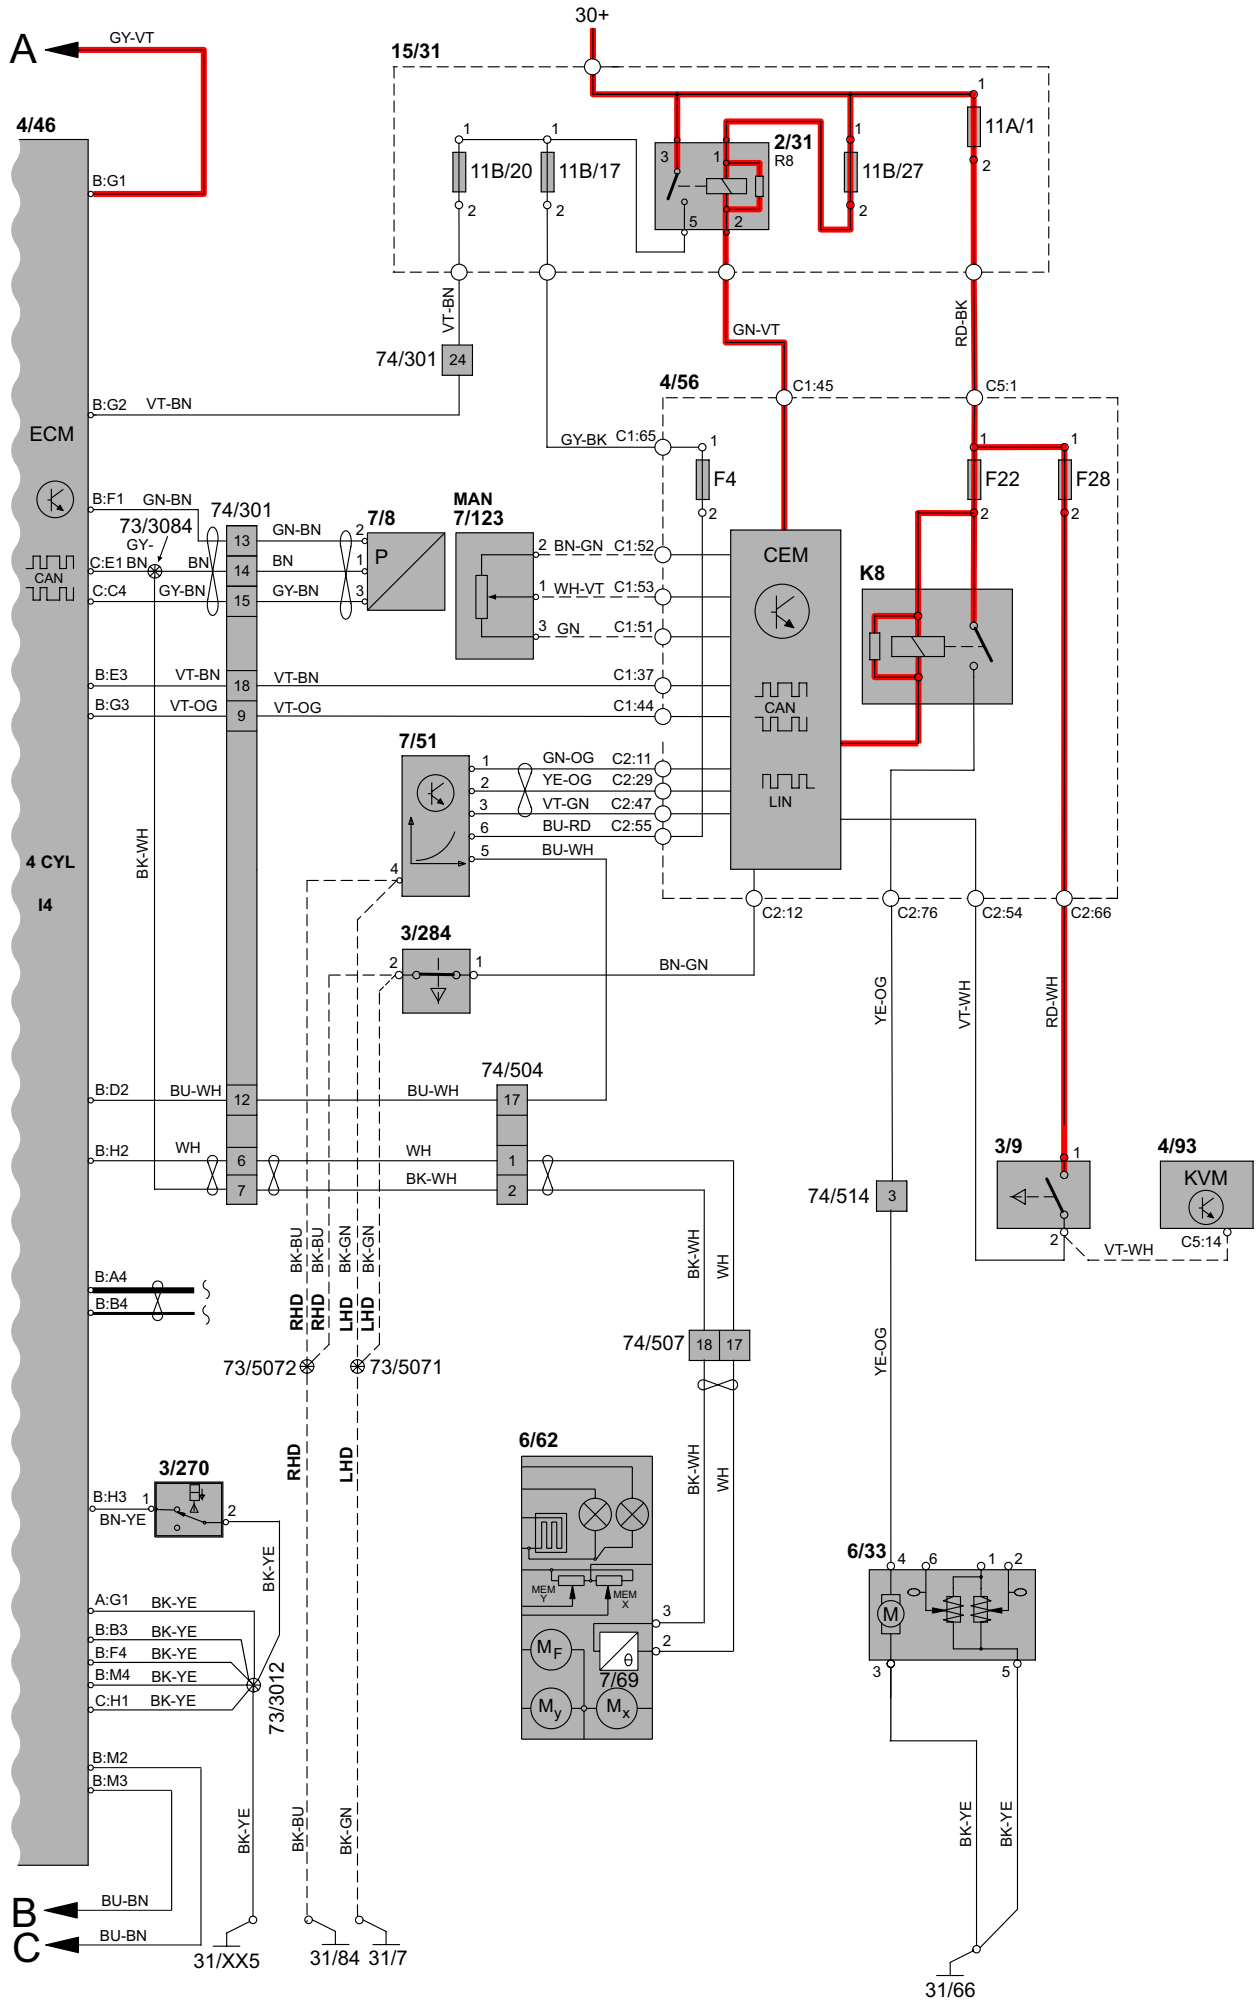 30+
A
GY-VT
15/31
1
4/46
11A/1
1
1
1
2/31
R8
3
1
11B/20
11B/17
11B/27
2
B:G1
2
2
2
5
2
VT-BN
GN-VT
RD-BK
74/301
24
4/56
C1:45
C5:1
B:G2
VT-BN
ECM
GY-BK
C1:65
1
1
1
F4
F22
F28
B:F1
GN-BN
74/301
MAN
7/123
2
2
2
73/3084
GY-
7/8
13
GN-BN
2
P
2
BN-GN
C1:52
CEM
C:E1
BN
BN
14
BN
1
K8
CAN
C:C4
GY-BN
15
GY-BN
3
1
WH-VT
C1:53
3
GN
C1:51
B:E3
VT-BN
18
VT-BN
C1:37
CAN
B:G3
VT-OG
9
VT-OG
C1:44
7/51
1
GN-OG
C2:11
2
YE-OG
C2:29
LIN
3
VT-GN
C2:47
6
BU-RD
C2:55
5
BU-WH
4
BK-WH
4 CYL
I4
C2:12
C2:76
C2:54
C2:66
3/284
2
1
BN-GN
YE-OG
VT-WH
RD-WH
74/504
B:D2
BU-WH
12
BU-WH
17
B:H2
WH
6
WH
1
7
BK-WH
2
3/9
1
4/93
KVM
74/514
3
2
VT-WH
C5:14
BK-BU
BK-BU
BK-GN
BK-GN
BK-WH
WH
B:A4
B:B4
RHD
RHD
LHD
LHD
74/507
18
17
73/5072
73/5071
YE-OG
RHD
LHD
6/62
BK-WH
WH
3/270
B:H3
1
2
BN-YE
BK-YE
6/33
4
6
1
2
MEM
Y
MEM
X
M
A:G1
BK-YE
3
B:B3
BK-YE
2
B:F4
BK-YE
MF
θ
3
5
B:M4
BK-YE
7/69
C:H1
BK-YE
My
Mx
73/3012
B:M2
B:M3
BK-YE
BK-BU
BK-GN
BK-YE
BK-YE
B
BU-BN
C
BU-BN
31/XX5
31/84
31/7
31/66